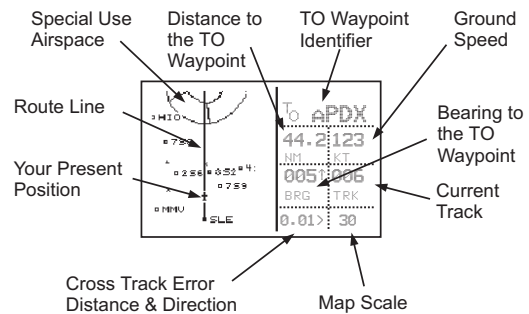 Special Use
Airspace
Distance to
the TO
Waypoint
TO Waypoint
Identifier
Ground
Speed
Route Line
Your Present
Position
Bearing to
the TO
Waypoint
Current
Track
Cross Track Error
Distance & Direction
Map Scale
HIO
759
MMV
SLE
TO aPDX
44.2 123
NM KT
005↑006
BRG TRK
0.01> 30